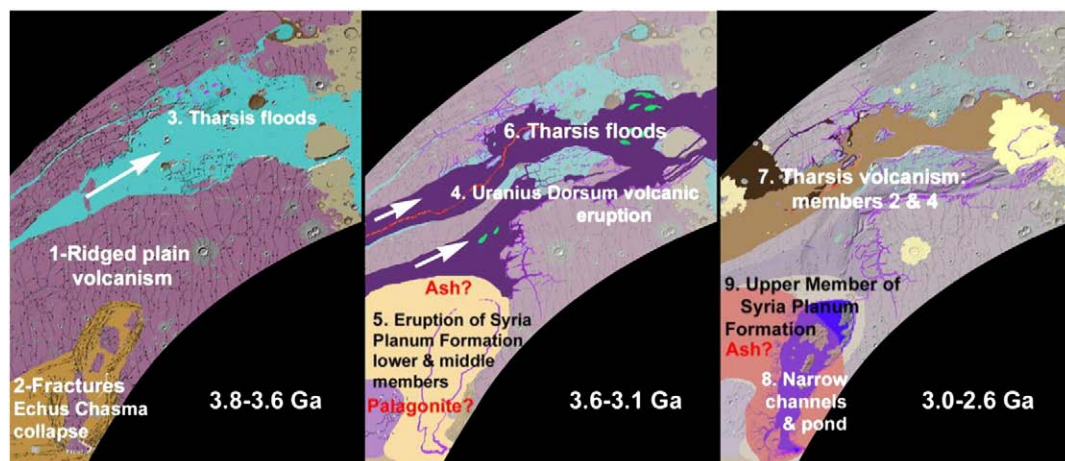 3. Tharsis floods
1-Ridged plain
volcanism
2-Fractures
Echus Chasma
collapse
3.8-3.6 Ga
6. Tharsis floods
4. Uranius Dorsum volcanic
eruption
Ash?
5. Eruption of Syria
Planum Formation
lower & middle
members
Palagonite?
3.6-3.1 Ga
7. Tharsis volcanism:
members 2 & 4
9. Upper Member of
Syria Planum
Formation
Ash?
8. Narrow
channels
& pond
3.0-2.6 Ga